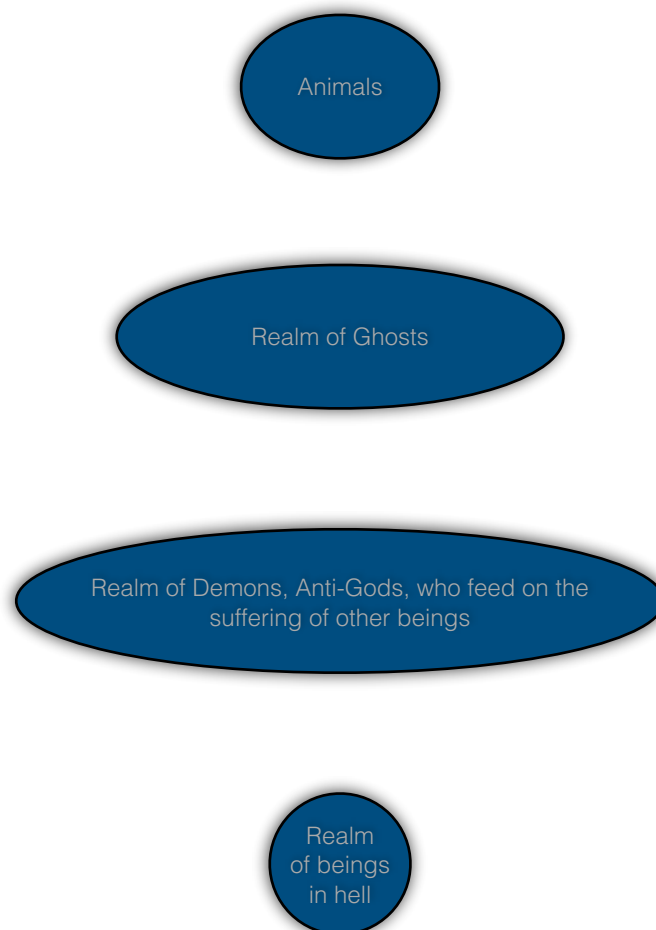 Animals
Realm of Ghosts
Realm of Demons, Anti-Gods, who feed on the
suffering of other beings
Realm
of beings
in hell